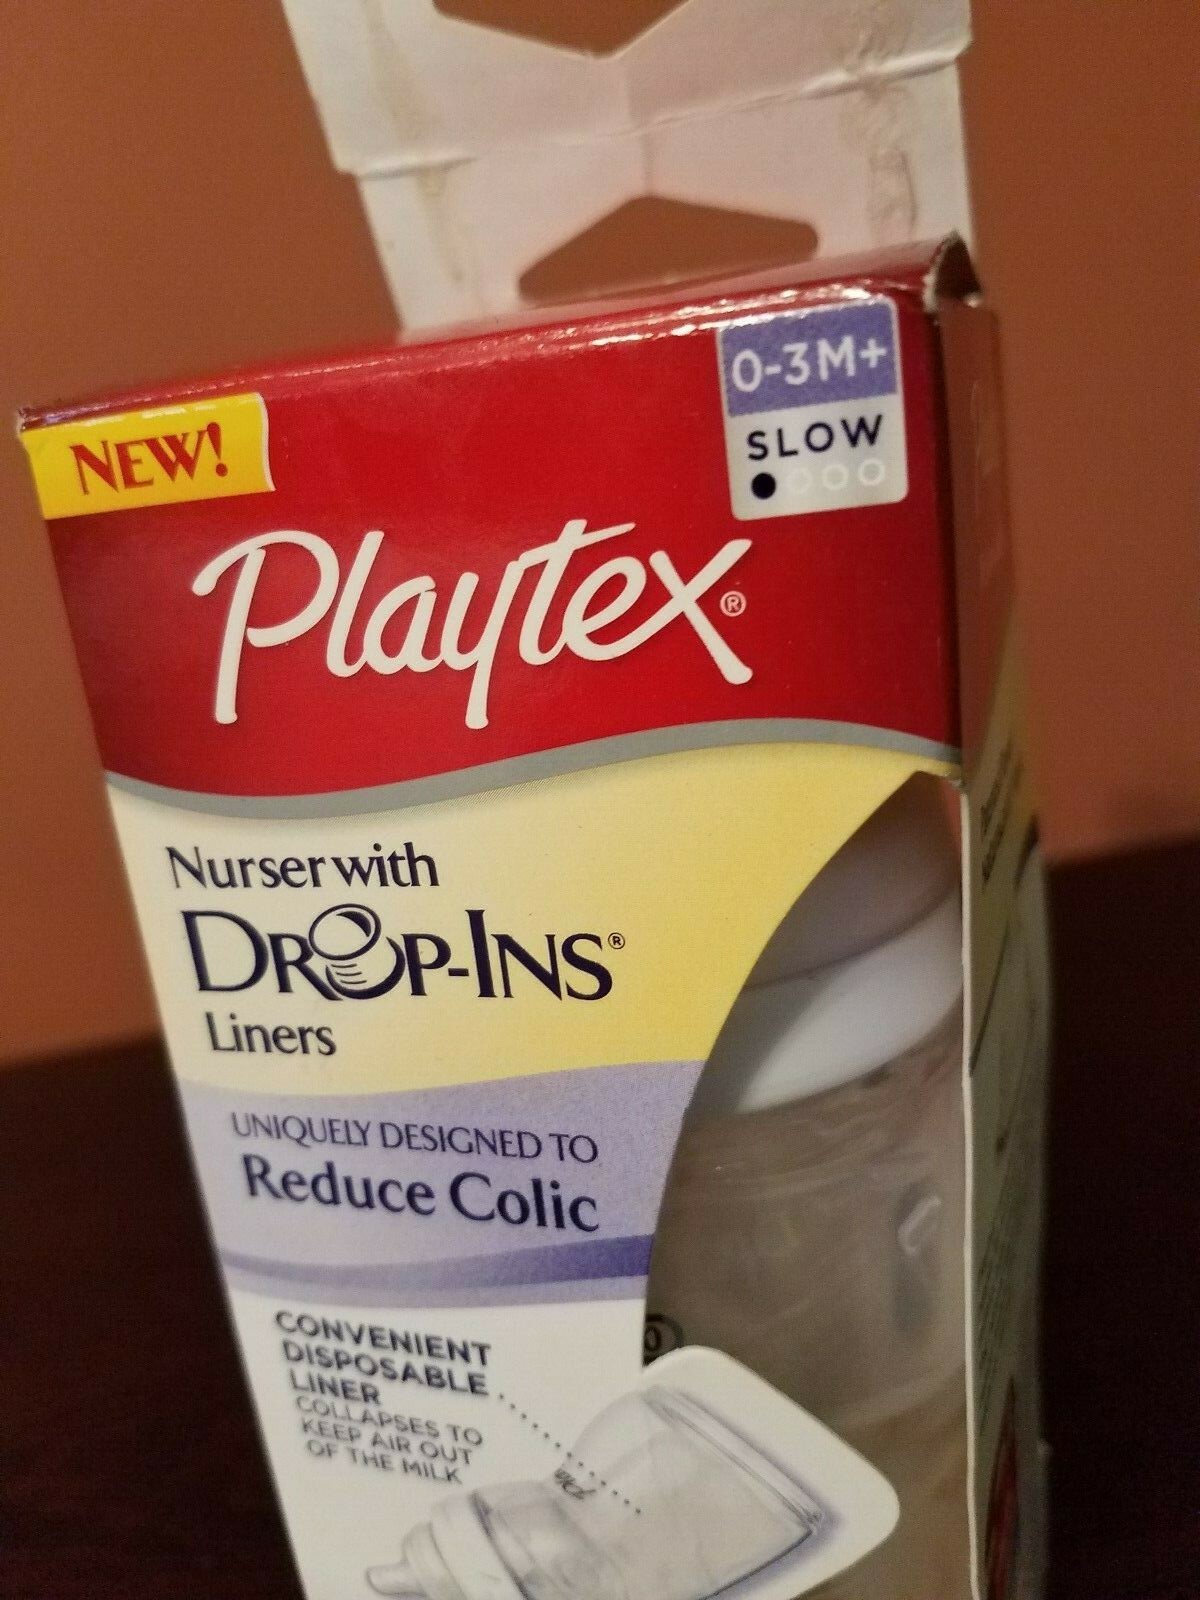 NEW!
0-3M+
SLOW
Playtex®
Nurser with
DROP-INS®
Liners
UNIQUELY DESIGNED TO
Reduce Colic
CONVENIENT
DISPOSABLE
LINER
COLLAPSES TO
KEEP AIR OUT
OF THE MILK